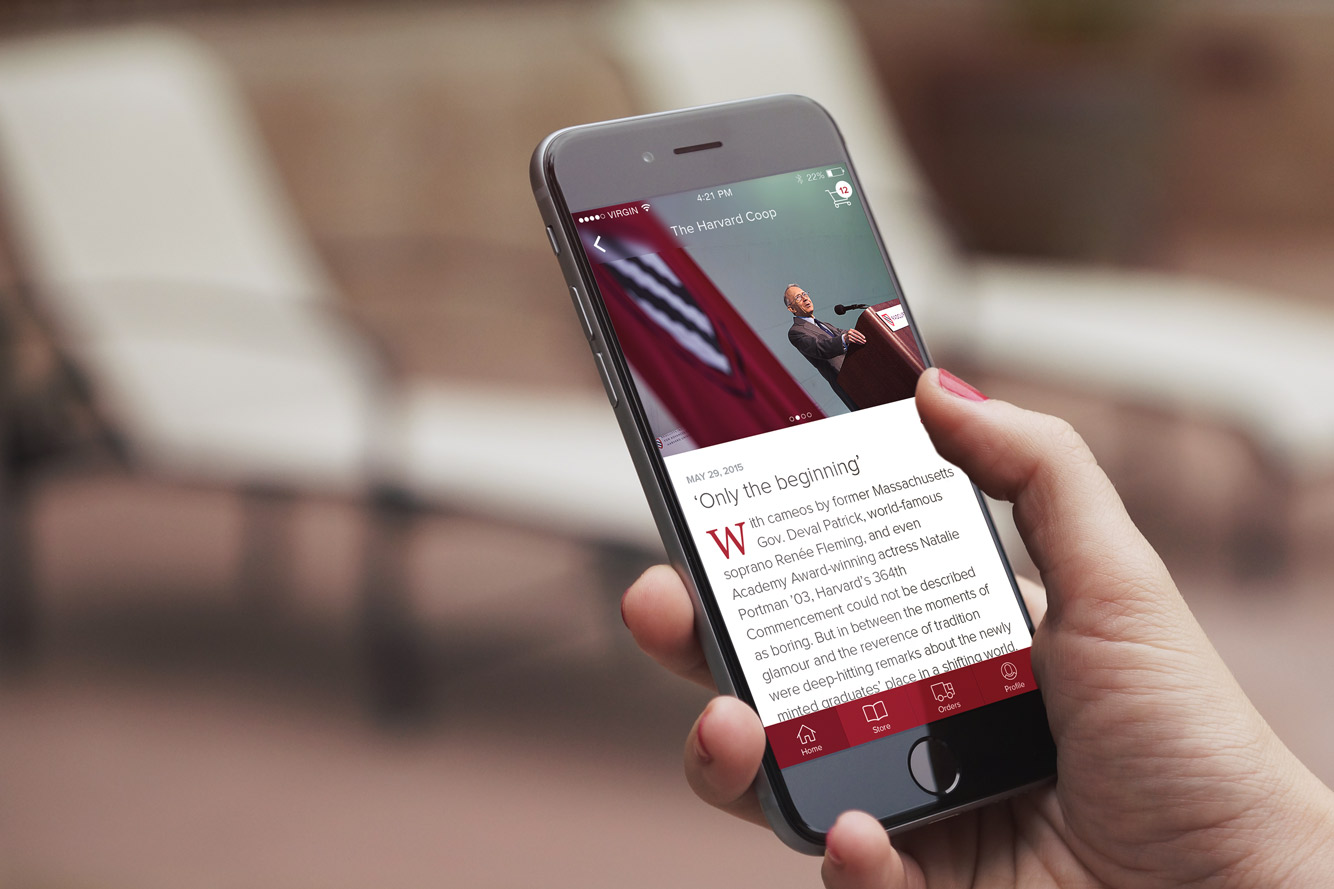 VIRGIN 4:21 PM 22%
The Harvard Coop 12
MAY 29, 2015
‘Only the beginning’
With cameos by former Massachusetts
Gov. Deval Patrick, world-famous
soprano Renée Fleming, and even
Academy Award-winning actress Natalie
Portman ’03, Harvard’s 364th
Commencement could not be described
as boring. But in between the moments of
glamour and the reverence of tradition
were deep-hitting remarks about the newly
minted graduates’ place in a shifting world.
Home Store Orders Profile